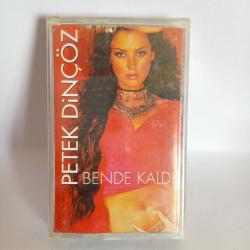 PETEK DiNÇÖZ
BENDE KALDI